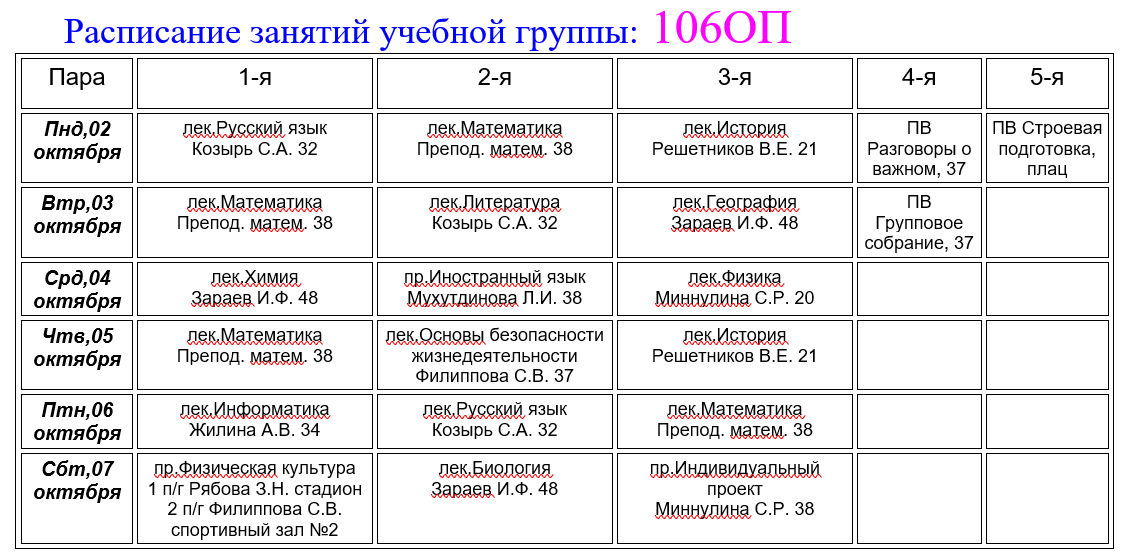 Расписание занятий учебной группы: 106ОП
Пара 1-я 2-я 3-я 4-я 5-я
Пнд,02
октября
лек.Русский язык
Козырь С.А. 32
лек.Математика
Препод. матем. 38
лек.История
Решетников В.Е. 21
ПВ
Разговоры о
важном, 37
ПВ Строевая
подготовка,
плац
Втр,03
октября
лек.Математика
Препод. матем. 38
лек.Литература
Козырь С.А. 32
лек.География
Зараев И.Ф. 48
ПВ
Групповое
собрание, 37
Срд,04
октября
лек.Химия
Зараев И.Ф. 48
пр.Иностранный язык
Мухутдинова Л.И. 38
лек.Физика
Миннулина С.Р. 20
Чтв,05
октября
лек.Математика
Препод. матем. 38
лек.Основы безопасности
жизнедеятельности
Филиппова С.В. 37
лек.История
Решетников В.Е. 21
Птн,06
октября
лек.Информатика
Жилина А.В. 34
лек.Русский язык
Козырь С.А. 32
лек.Математика
Препод. матем. 38
Сбт,07
октября
пр.Физическая культура
1 п/г Рябова З.Н. стадион
2 п/г Филиппова С.В.
спортивный зал №2
лек.Биология
Зараев И.Ф. 48
пр.Индивидуальный
проект
Миннулина С.Р. 38